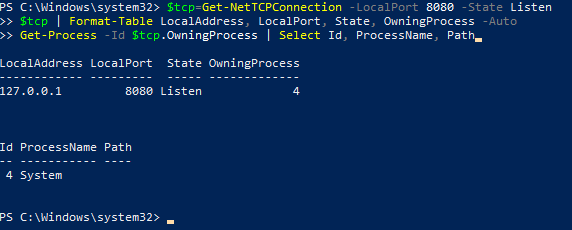 PS C:\Windows\system32> $tcp=Get-NetTCPConnection -LocalPort 8080 -State Listen
>> $tcp | Format-Table LocalAddress, LocalPort, State, OwningProcess -Auto
>> Get-Process -Id $tcp.OwningProcess | Select Id, ProcessName, Path
LocalAddress LocalPort  State OwningProcess
------------ ---------  ----- -------------
127.0.0.1         8080 Listen             4
Id ProcessName Path
-- ----------- ----
 4 System
PS C:\Windows\system32>